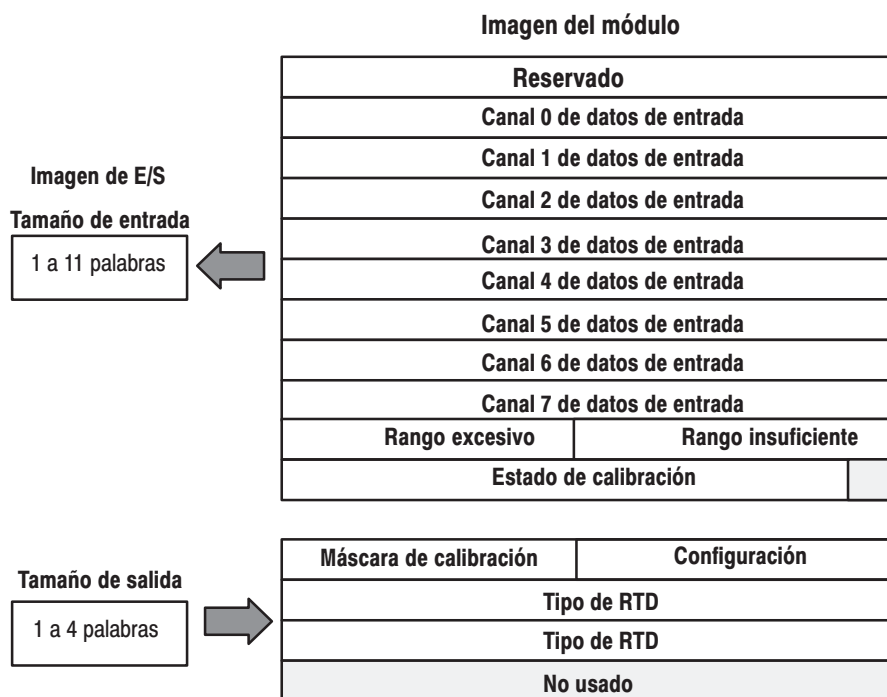 Imagen del módulo
Reservado
Canal 0 de datos de entrada
Canal 1 de datos de entrada
Canal 2 de datos de entrada
Canal 3 de datos de entrada
Canal 4 de datos de entrada
Canal 5 de datos de entrada
Canal 6 de datos de entrada
Canal 7 de datos de entrada
Rango excesivo
Rango insuficiente
Estado de calibración
Imagen de E/S
Tamaño de entrada
1 a 11 palabras
Máscara de calibración
Configuración
Tipo de RTD
Tipo de RTD
No usado
Tamaño de salida
1 a 4 palabras